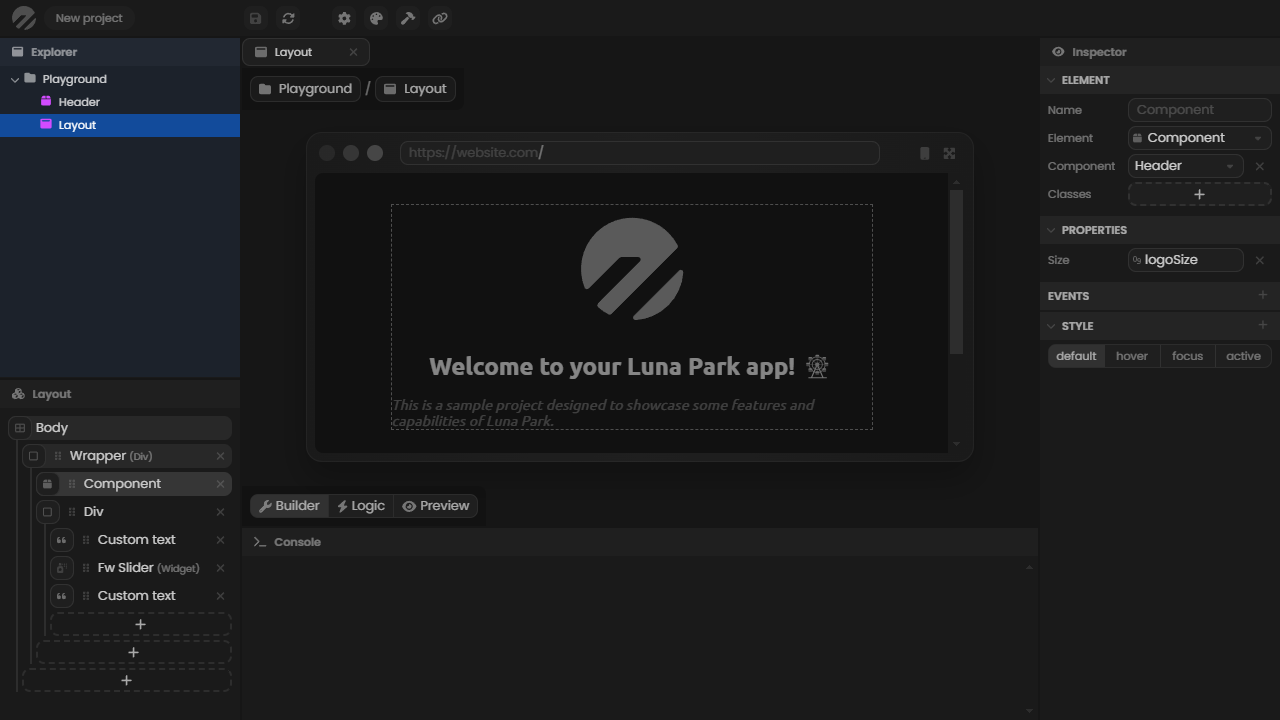 New project
Explorer
Playground
Header
Layout
Layout
Body
Wrapper (Div)
Component
Div
Custom text
Fw Slider (Widget)
Custom text
Layout
Playground / Layout
https://website.com/
Welcome to your Luna Park app! 🎡
This is a sample project designed to showcase some features and
capabilities of Luna Park.
Builder Logic Preview
Console
Inspector
ELEMENT
Name Component
Element Component
Component Header
Classes
PROPERTIES
Size logoSize
EVENTS
STYLE
default hover focus active